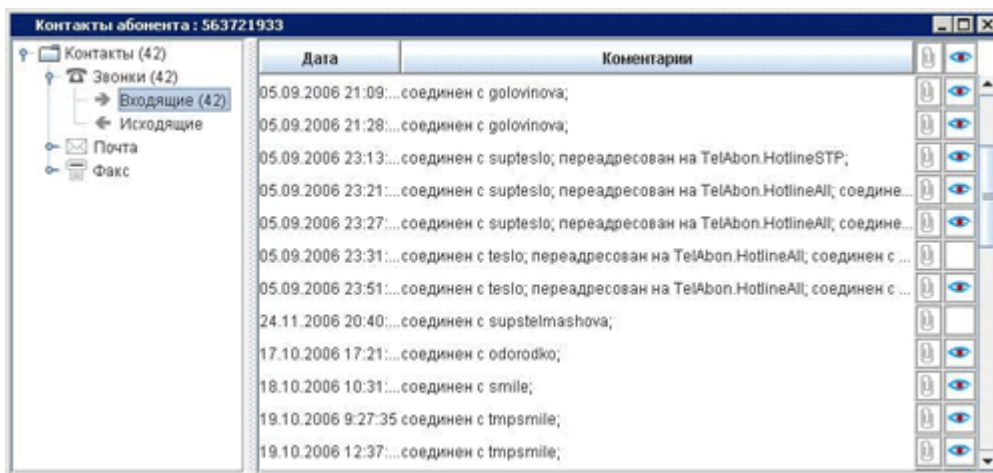 Контакты абонента : 563721933
Контакты (42)
Звонки (42)
Входящие (42)
Исходящие
Почта
Факс
Дата Коментарии
05.09.2006 21:09:... соединен с golovinova;
05.09.2006 21:28:... соединен с golovinova;
05.09.2006 23:13:... соединен с supteslo; переадресован на TelAbon.HotlineSTP;
05.09.2006 23:21:... соединен с supteslo; переадресован на TelAbon.HotlineAll; соедине...
05.09.2006 23:27:... соединен с supteslo; переадресован на TelAbon.HotlineAll; соедине...
05.09.2006 23:31:... соединен с teslo; переадресован на TelAbon.HotlineAll; соединен с ...
05.09.2006 23:51:... соединен с teslo; переадресован на TelAbon.HotlineAll; соединен с ...
24.11.2006 20:40:... соединен с supstelmashova;
17.10.2006 17:21:... соединен с odorodko;
18.10.2006 10:31:... соединен с smile;
19.10.2006 9:27:35 соединен с tmpsmile;
19.10.2006 12:37:... соединен с tmpsmile;